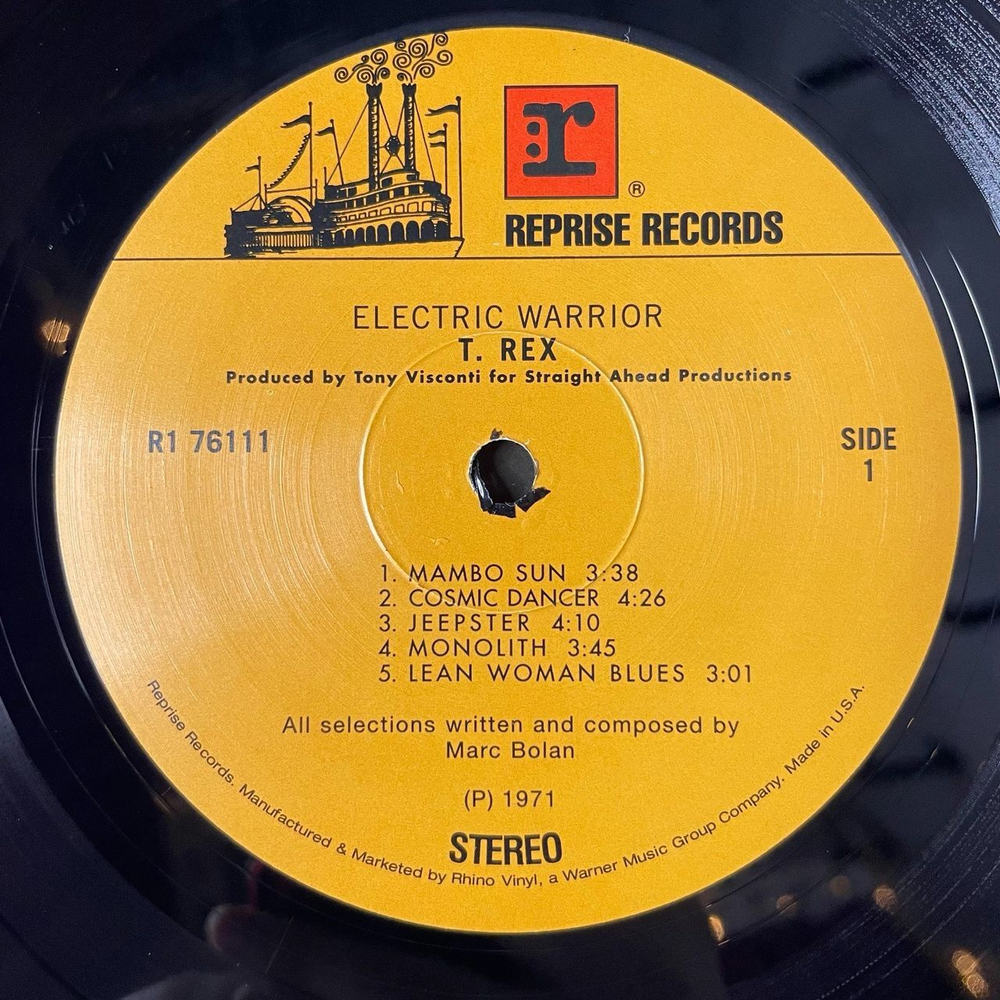 r
®
REPRISE RECORDS
ELECTRIC WARRIOR
T. REX
Produced by Tony Visconti for Straight Ahead Productions
R1 76111
SIDE
1
1. MAMBO SUN 3:38
2. COSMIC DANCER 4:26
3. JEEPSTER 4:10
4. MONOLITH 3:45
5. LEAN WOMAN BLUES 3:01
All selections written and composed by
Marc Bolan
(P) 1971
STEREO
Reprise Records. Manufactured & Marketed by Rhino Vinyl, a Warner Music Group Company. Made in U.S.A.